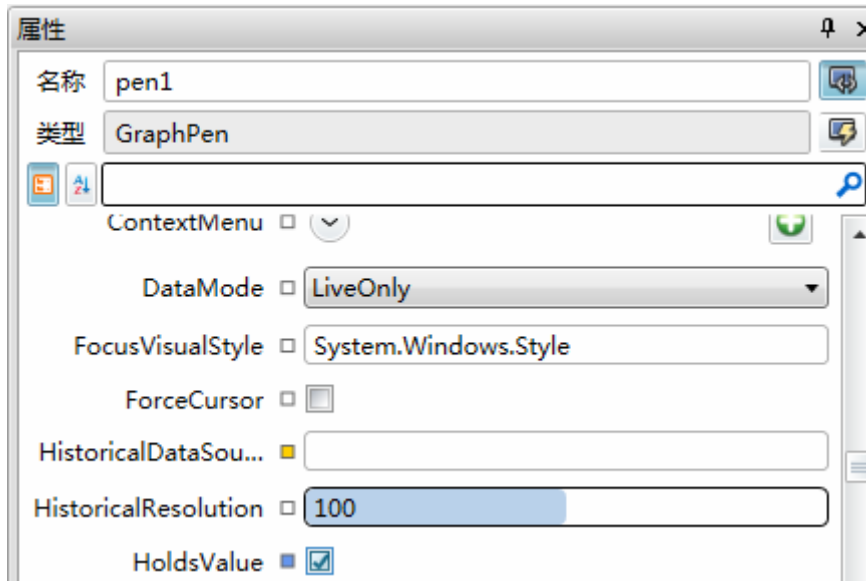 属性
名称 pen1
类型 GraphPen
ContextMenu
DataMode LiveOnly
FocusVisualStyle System.Windows.Style
ForceCursor
HistoricalDataSou...
HistoricalResolution 100
HoldsValue